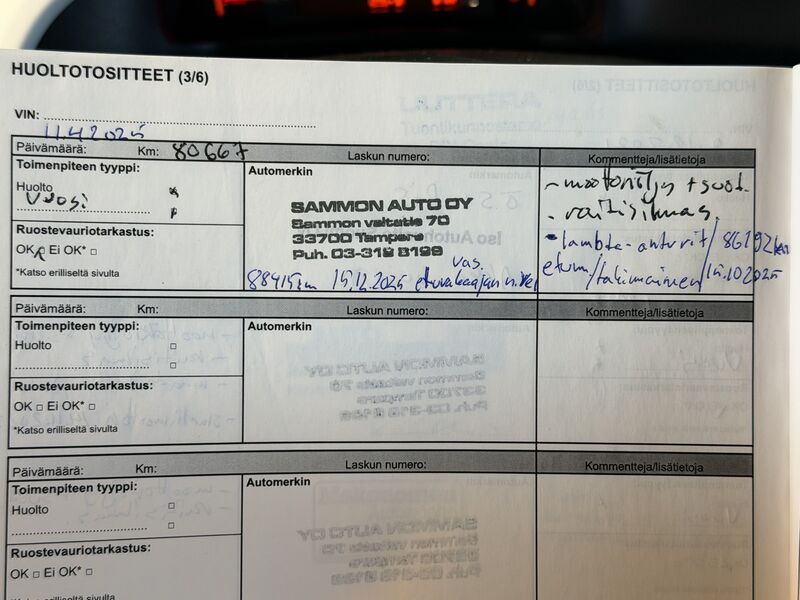 HUOLTOTOSITTEET (3/6)
VIN:
11.4.2025
Päivämäärä: Km: 80667 Laskun numero: Kommentteja/lisätietoja
Toimenpiteen tyyppi:
Huolto
Vuosi
Ruostevauriotarkastus:
OK Ei OK*
*Katso erilliseltä sivulta
Automerkin
SAMMON AUTO OY
Sammon valtatie 70
33700 Tampere
Puh. 03-319 8199
vas.
88415km 15.12.2025 etuvakaajan
- moottoriöljy + suod.
- raitisilmas.
- lambda-anturit/86192km
etum/takimmainen/15.10.2025
Päivämäärä: Km: Laskun numero: Kommentteja/lisätietoja
Toimenpiteen tyyppi:
Huolto
Ruostevauriotarkastus:
OK Ei OK*
*Katso erilliseltä sivulta
Automerkin
Päivämäärä: Km: Laskun numero: Kommentteja/lisätietoja
Toimenpiteen tyyppi:
Huolto
Ruostevauriotarkastus:
OK Ei OK*
*Katso erilliseltä sivulta
Automerkin